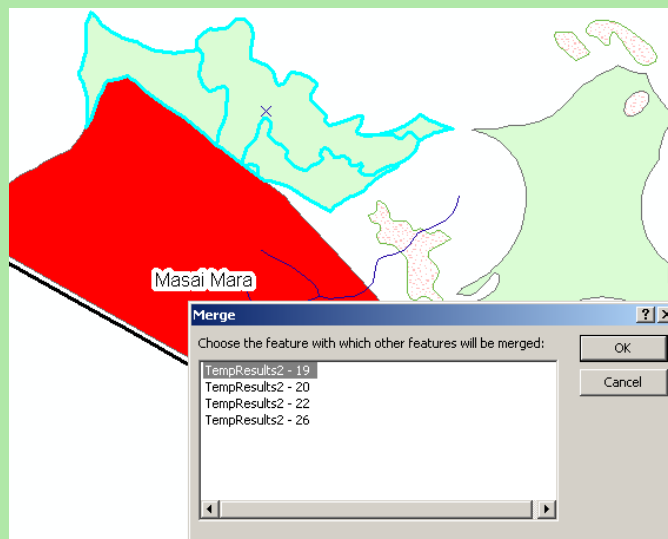 Masai Mara
Merge
Choose the feature with which other features will be merged:
OK
TempResults2 - 19
TempResults2 - 20
Cancel
TempResults2 - 22
TempResults2 - 26